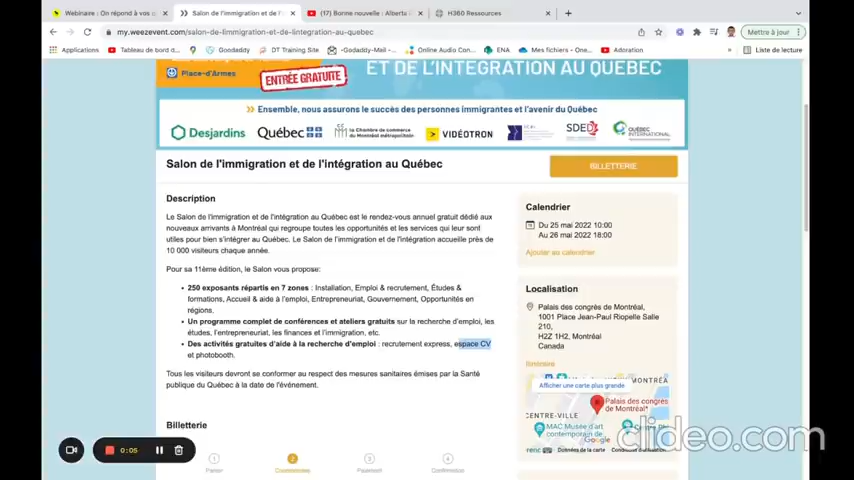 Webinaire : On répond à vos q
Salon de l'immigration et de l'i
(17) Borme nouvelle : Alberta
H360 Ressources
my.weezevent.com/salon-de-limmigration-et-de-lintegration-au-quebec
Mettre à jour
Applications
Tableau de bord d...
Goodaddy
DT Training Site
-Godaddy-Mail-...
Online Audio Con...
ENA
Mes fichiers - One...
Adoration
Liste de lecture
Place-d'Armes
ENTRÉE GRATUITE
ET DE L'INTÉGRATION AU QUÉBEC
Ensemble, nous assurons le succès des personnes immigrantes et l'avenir du Québec
Desjardins
Québec
la Chambre de commerce
du Montréal métropolitain
VIDÉOTRON
SDED
QUÉBEC
INTERNATIONAL
Salon de l'immigration et de l'intégration au Québec
BILLETTERIE
Description
Le Salon de l'immigration et de l'intégration au Québec est le rendez-vous annuel gratuit dédié aux
nouveaux arrivants à Montréal qui regroupe toutes les opportunités et les services qui leur sont
utiles pour bien s'intégrer au Québec. Le Salon de l'immigration et de l'intégration accueille près de
10 000 visiteurs chaque année.
Pour sa 11ème édition, le Salon vous propose:
• 250 exposants répartis en 7 zones : Installation, Emploi & recrutement, Études &
formations, Accueil & aide à l'emploi, Entrepreneuriat, Gouvernement, Opportunités en
régions.
• Un programme complet de conférences et ateliers gratuits sur la recherche d'emploi, les
études, l'entrepreneuriat, les finances et l'immigration, etc.
• Des activités gratuites d'aide à la recherche d'emploi : recrutement express, espace CV
et photobooth.
Tous les visiteurs devront se conformer au respect des mesures sanitaires émises par la Santé
publique du Québec à la date de l'événement.
Billetterie
1
2
3
4
Panier
Coordonnées
Paiement
Confirmation
Calendrier
Du 25 mai 2022 10:00
Au 26 mai 2022 18:00
Ajouter au calendrier
Localisation
Palais des congrès de Montréal,
1001 Place Jean-Paul Riopelle Salle
210,
H2Z 1H2, Montréal
Canada
Itinéraire
Afficher une carte plus grande
MONTRÉAL
Palais des congrès
de Montréal
CENTRE-VILLE
MAC Musée d'art
contemporain de
Google
Données de la carte
Conditions
0:05
clideo.com